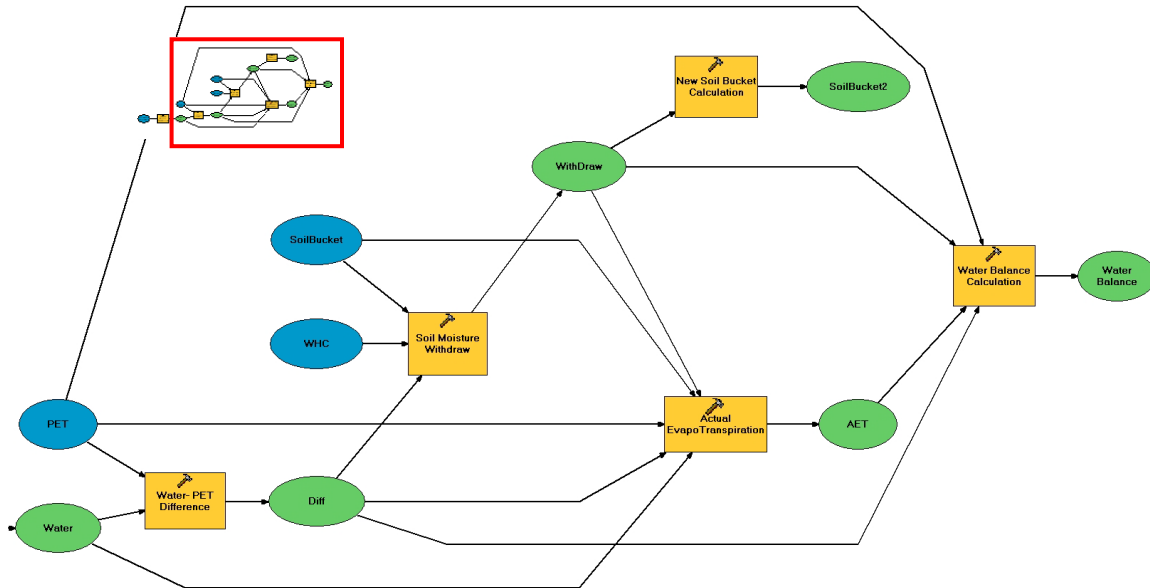 New Soil Bucket
Calculation
SoilBucket2
WithDraw
SoilBucket
Water Balance
Calculation
Water
Balance
WHC
Soil Moisture
Withdraw
PET
Actual
EvapoTranspiration
AET
Water- PET
Difference
Diff
Water